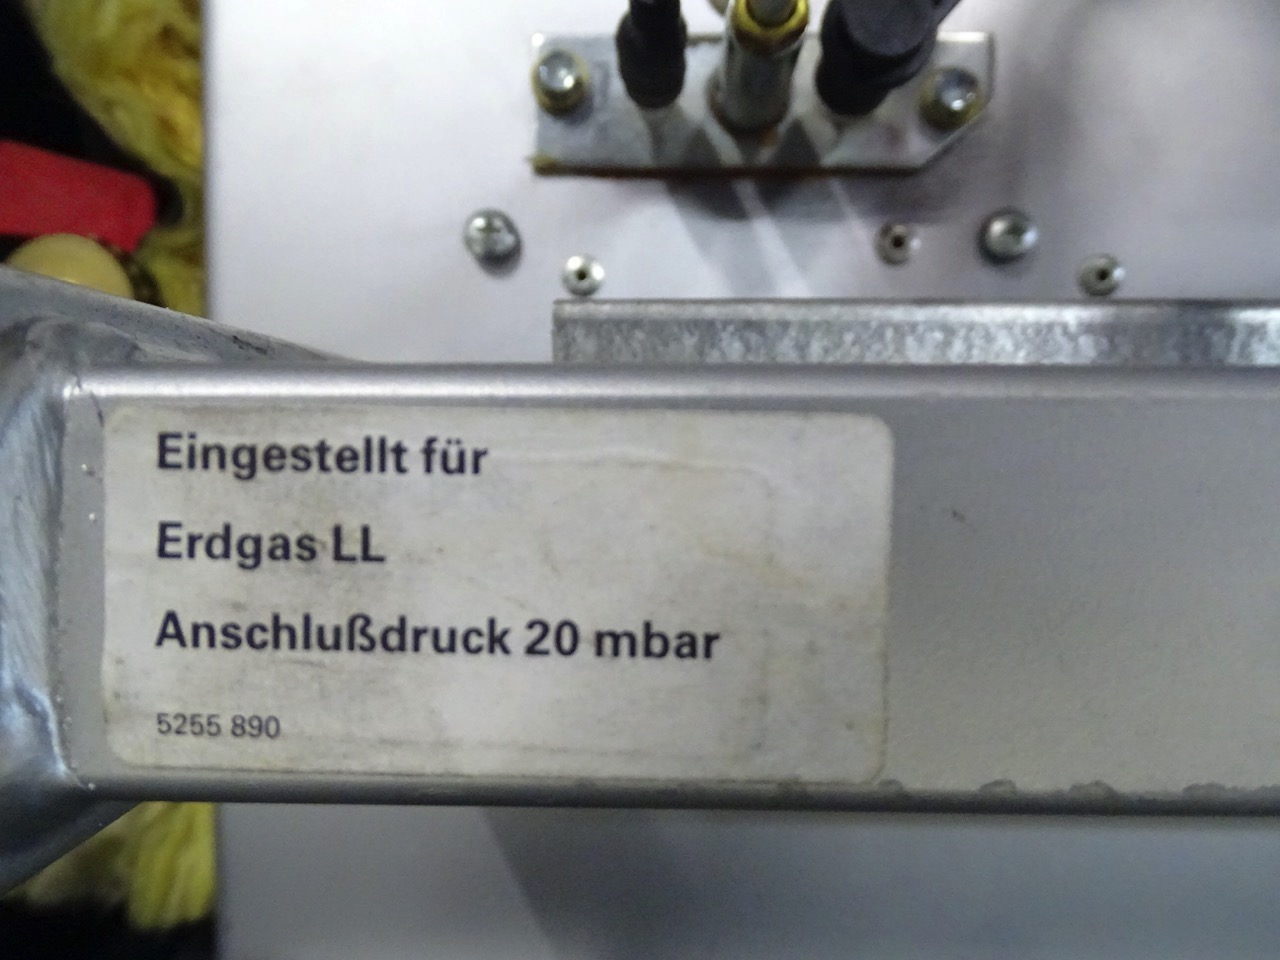 Eingestellt für
Erdgas LL
Anschlußdruck 20 mbar
5255 890